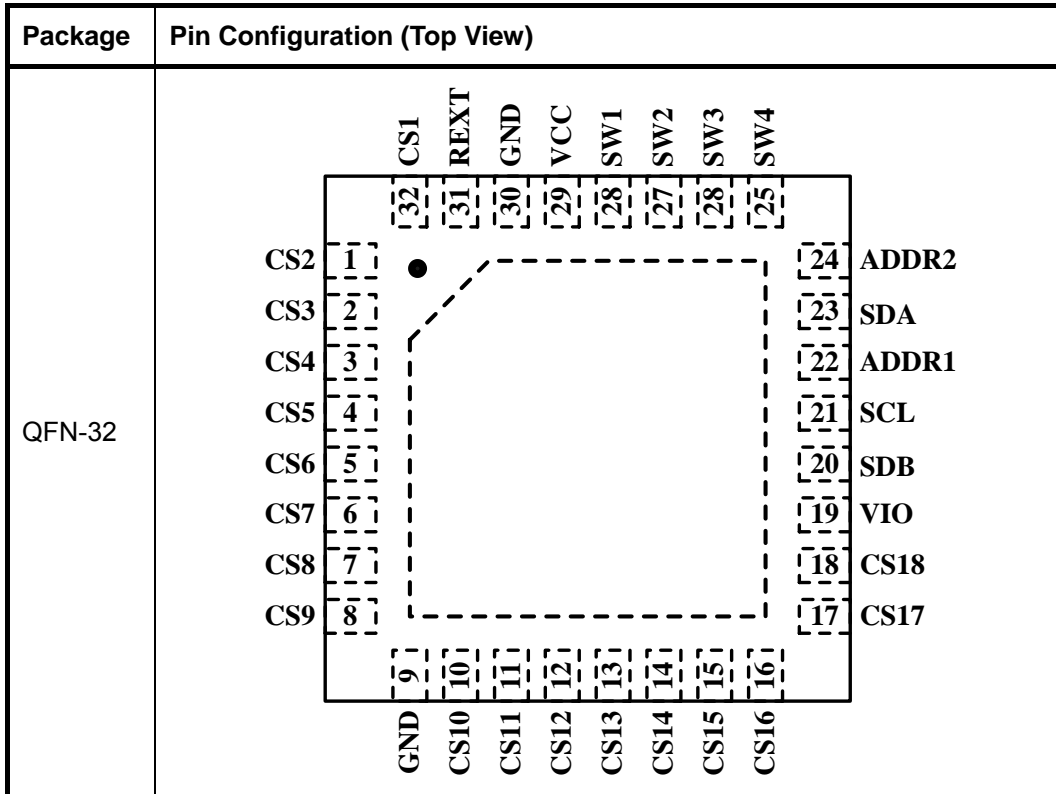 Package Pin Configuration (Top View)
QFN-32
CS1 REXT GND VCC SW1 SW2 SW3 SW4
32 31 30 29 28 27 28 25
CS2 1 24 ADDR2
CS3 2 23 SDA
CS4 3 22 ADDR1
CS5 4 21 SCL
CS6 5 20 SDB
CS7 6 19 VIO
CS8 7 18 CS18
CS9 8 17 CS17
9 10 11 12 13 14 15 16
GND CS10 CS11 CS12 CS13 CS14 CS15 CS16